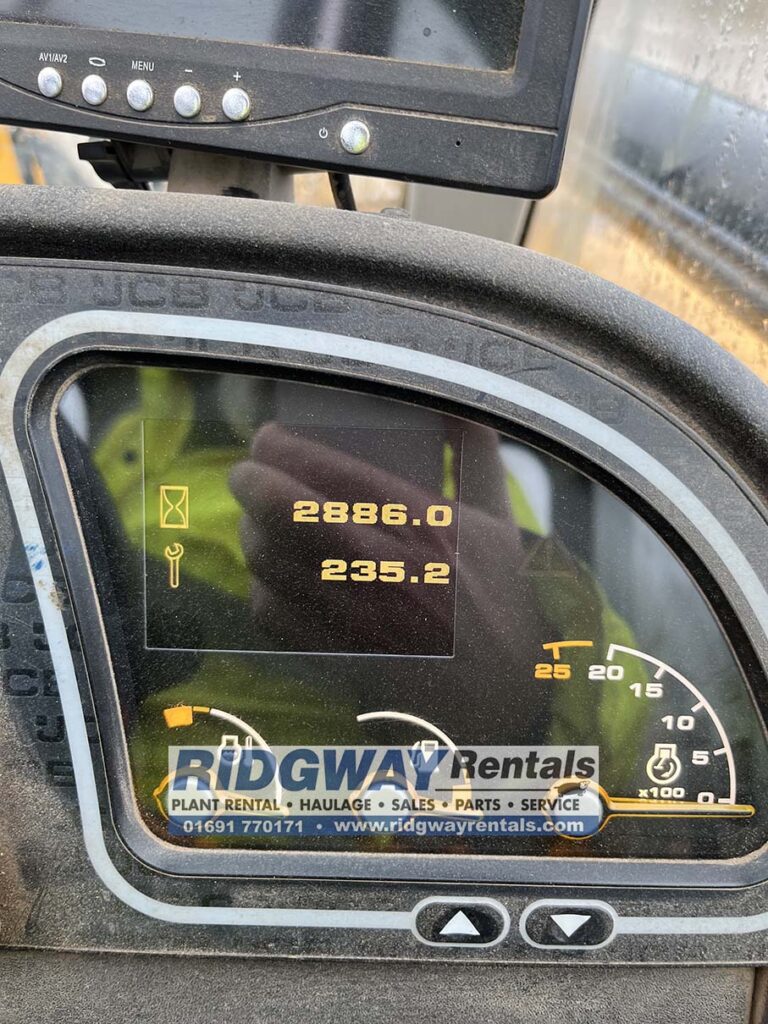 AV1/AV2 MENU - +
JCB JCB JCB
2886.0
235.2
25 20
15
10
5
x100 0
RIDGWAY Rentals
PLANT RENTAL • HAULAGE • SALES • PARTS • SERVICE
01691 770171 • www.ridgwayrentals.com